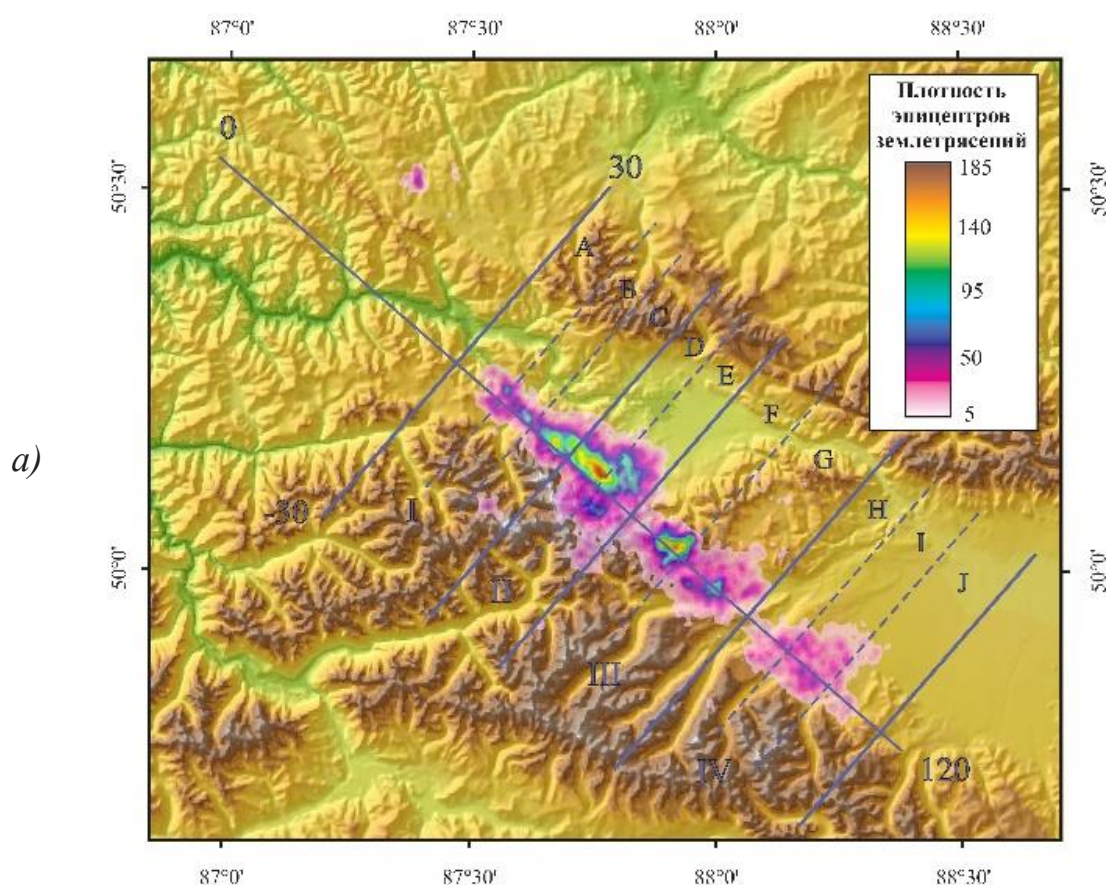 87°0' 87°30' 88°0' 88°30'
Плотность
эпицентров
землетрясений
185
140
95
50
5
0
30
50°30' 50°30'
А
Б
C
D
E
F
G
H
I
J
а)
-30
I
II
III
IV
50°0' 50°0'
120
87°0' 87°30' 88°0' 88°30'